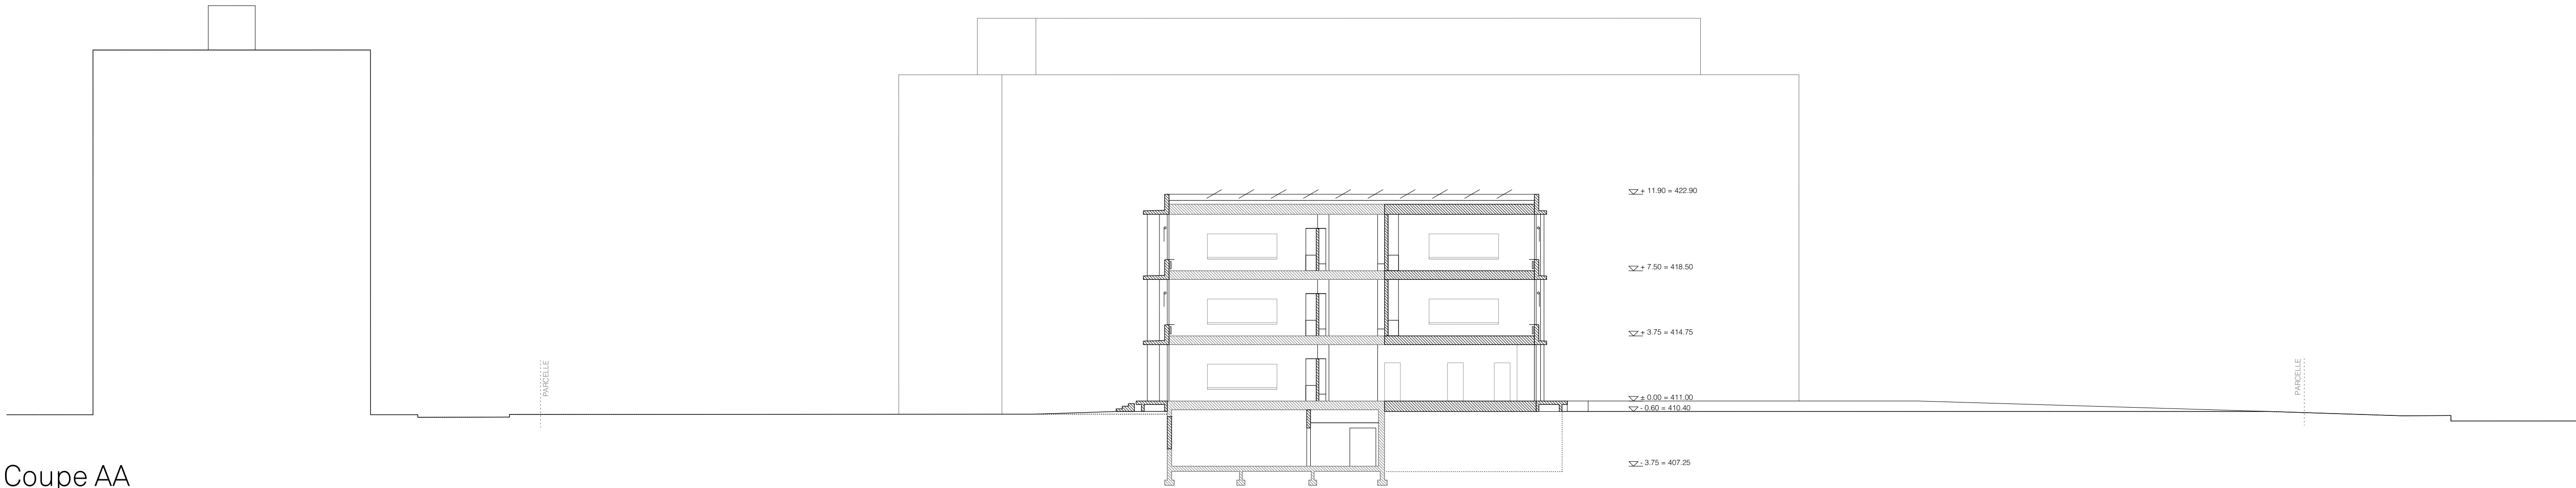 + 11.90 = 422.90
+ 7.50 = 418.50
+ 3.75 = 414.75
PARCELLE
PARCELLE
± 0.00 = 411.00
- 0.60 = 410.40
- 3.75 = 407.25
Coupe AA